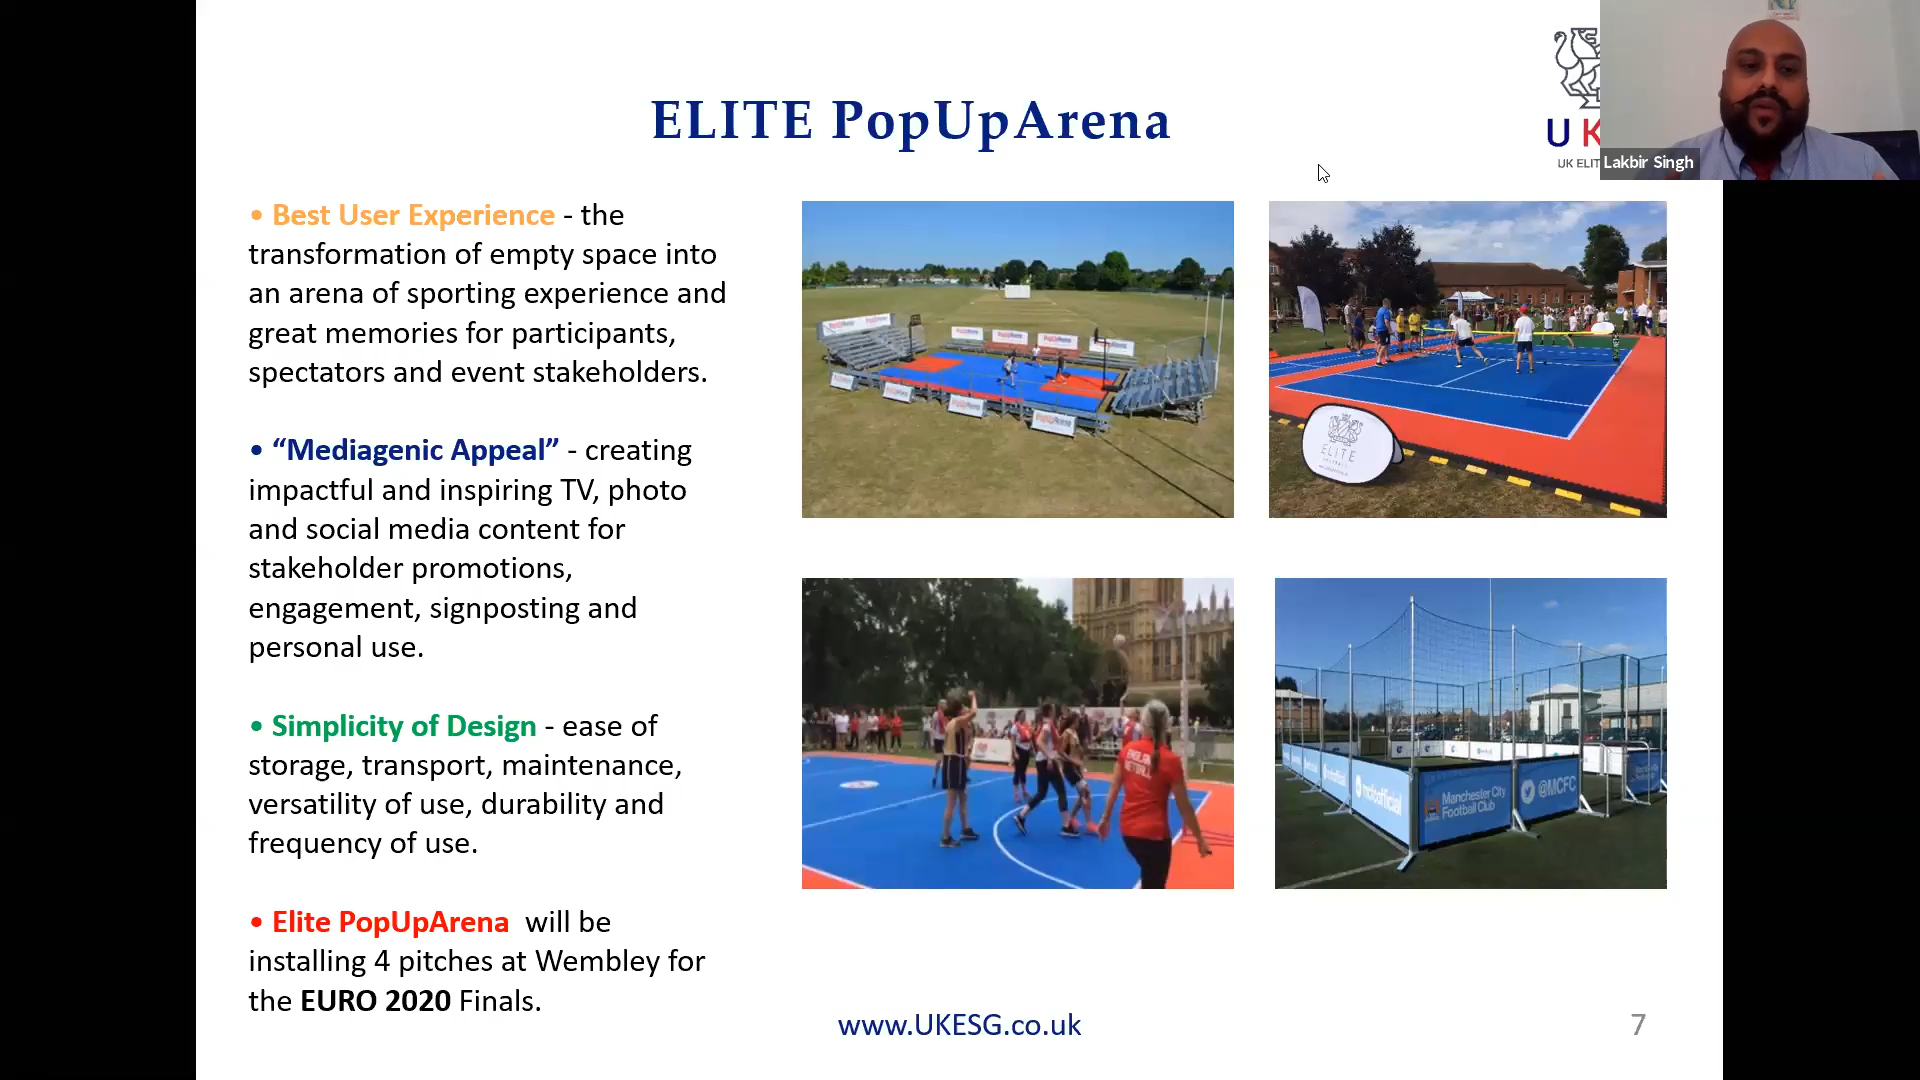 ELITE PopUpArena
U K
UK ELIT
Lakbir Singh
• Best User Experience - the
transformation of empty space into
an arena of sporting experience and
great memories for participants,
spectators and event stakeholders.
• “Mediagenic Appeal” - creating
impactful and inspiring TV, photo
and social media content for
stakeholder promotions,
engagement, signposting and
personal use.
• Simplicity of Design - ease of
storage, transport, maintenance,
versatility of use, durability and
frequency of use.
• Elite PopUpArena will be
installing 4 pitches at Wembley for
the EURO 2020 Finals.
ELITE
mcfcofficial
Manchester City
Football Club
@MCFC
www.UKESG.co.uk
7